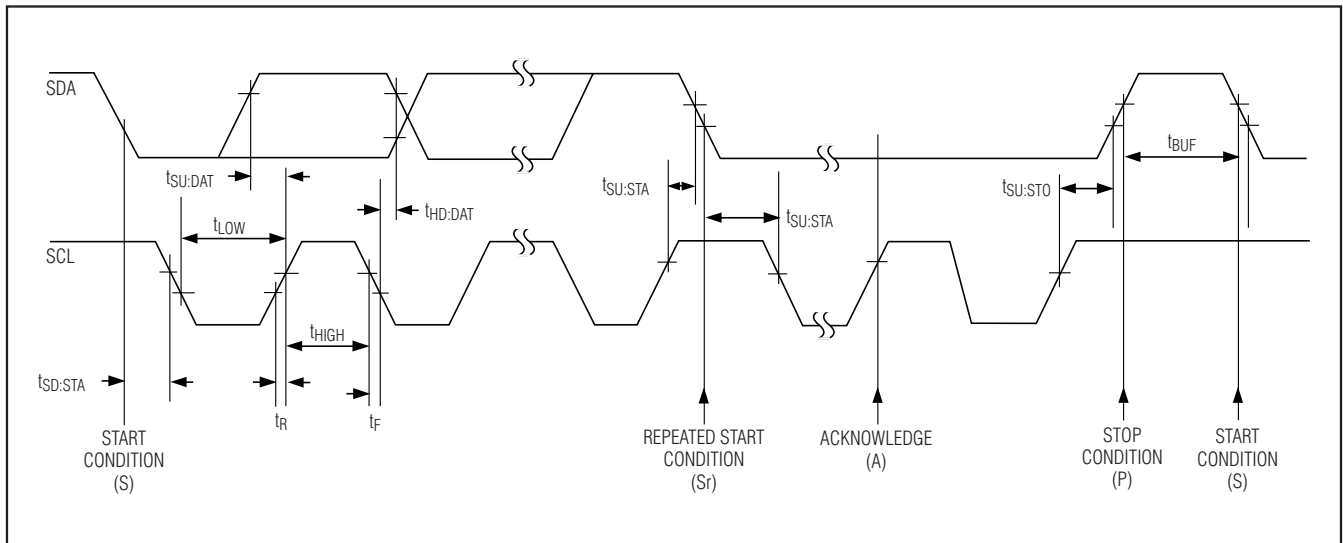 SDA
tSU:DAT
tHD:DAT
tLOW
SCL
tHIGH
tSD:STA
tR
tF
START
CONDITION
(S)
tSU:STA
tSU:STA
REPEATED START
CONDITION
(Sr)
ACKNOWLEDGE
(A)
tSU:STO
tBUF
STOP
CONDITION
(P)
START
CONDITION
(S)